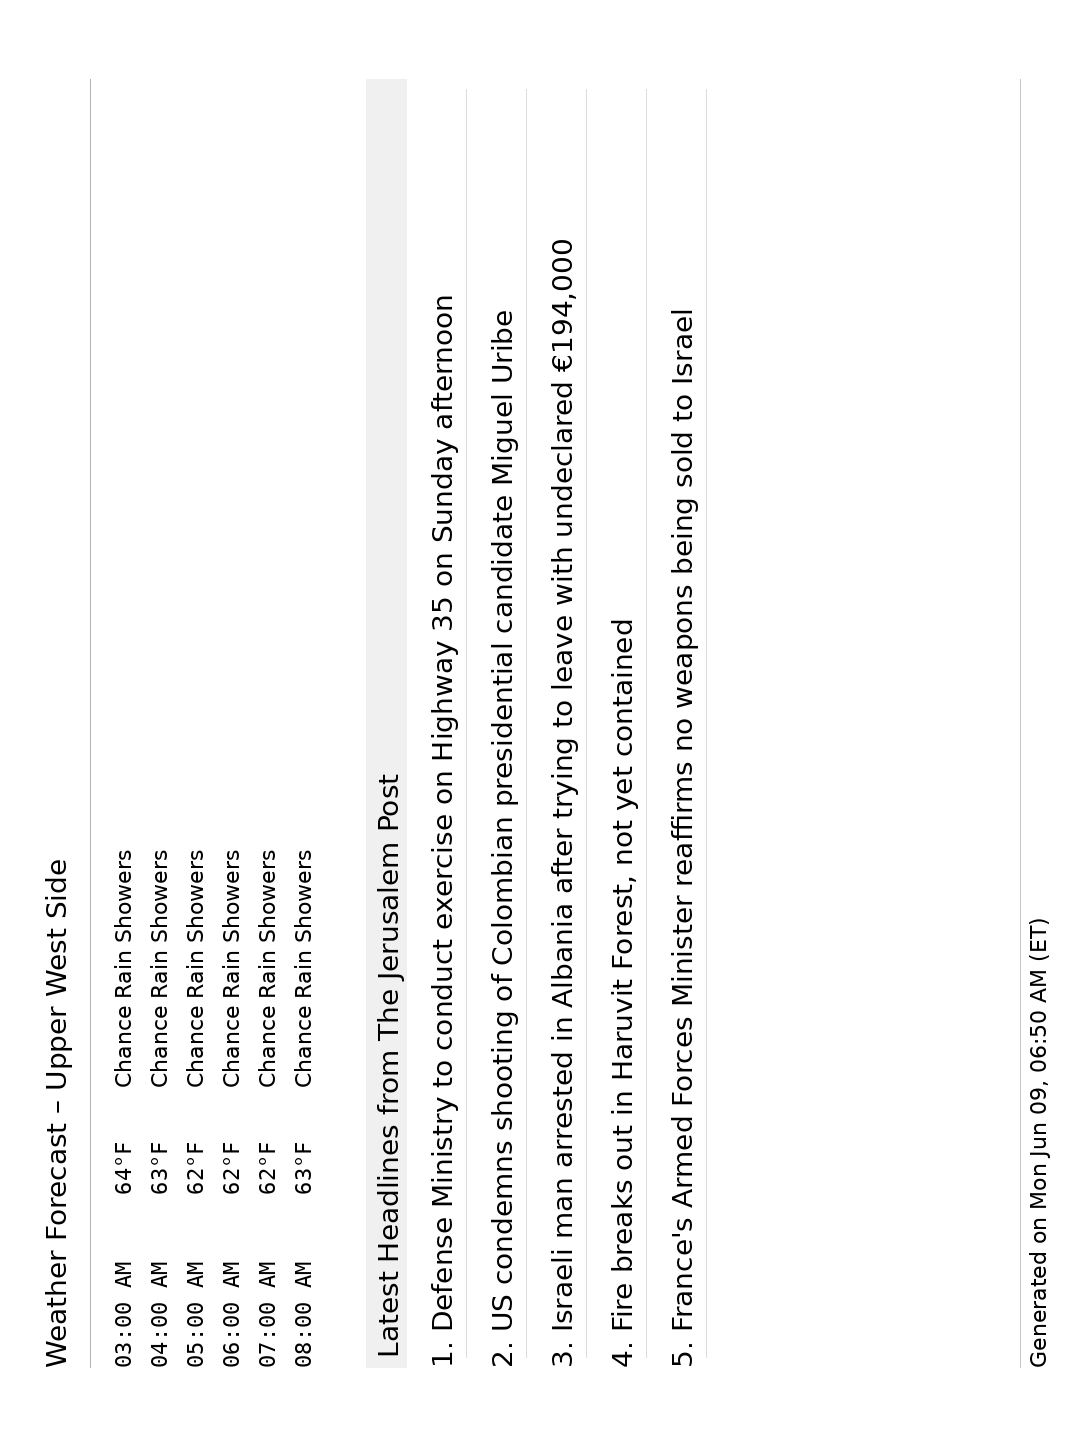 Weather Forecast – Upper West Side
03:00 AM 64°F Chance Rain Showers
04:00 AM 63°F Chance Rain Showers
05:00 AM 62°F Chance Rain Showers
06:00 AM 62°F Chance Rain Showers
07:00 AM 62°F Chance Rain Showers
08:00 AM 63°F Chance Rain Showers
Latest Headlines from The Jerusalem Post
1. Defense Ministry to conduct exercise on Highway 35 on Sunday afternoon
2. US condemns shooting of Colombian presidential candidate Miguel Uribe
3. Israeli man arrested in Albania after trying to leave with undeclared €194,000
4. Fire breaks out in Haruvit Forest, not yet contained
5. France's Armed Forces Minister reaffirms no weapons being sold to Israel
Generated on Mon Jun 09, 06:50 AM (ET)